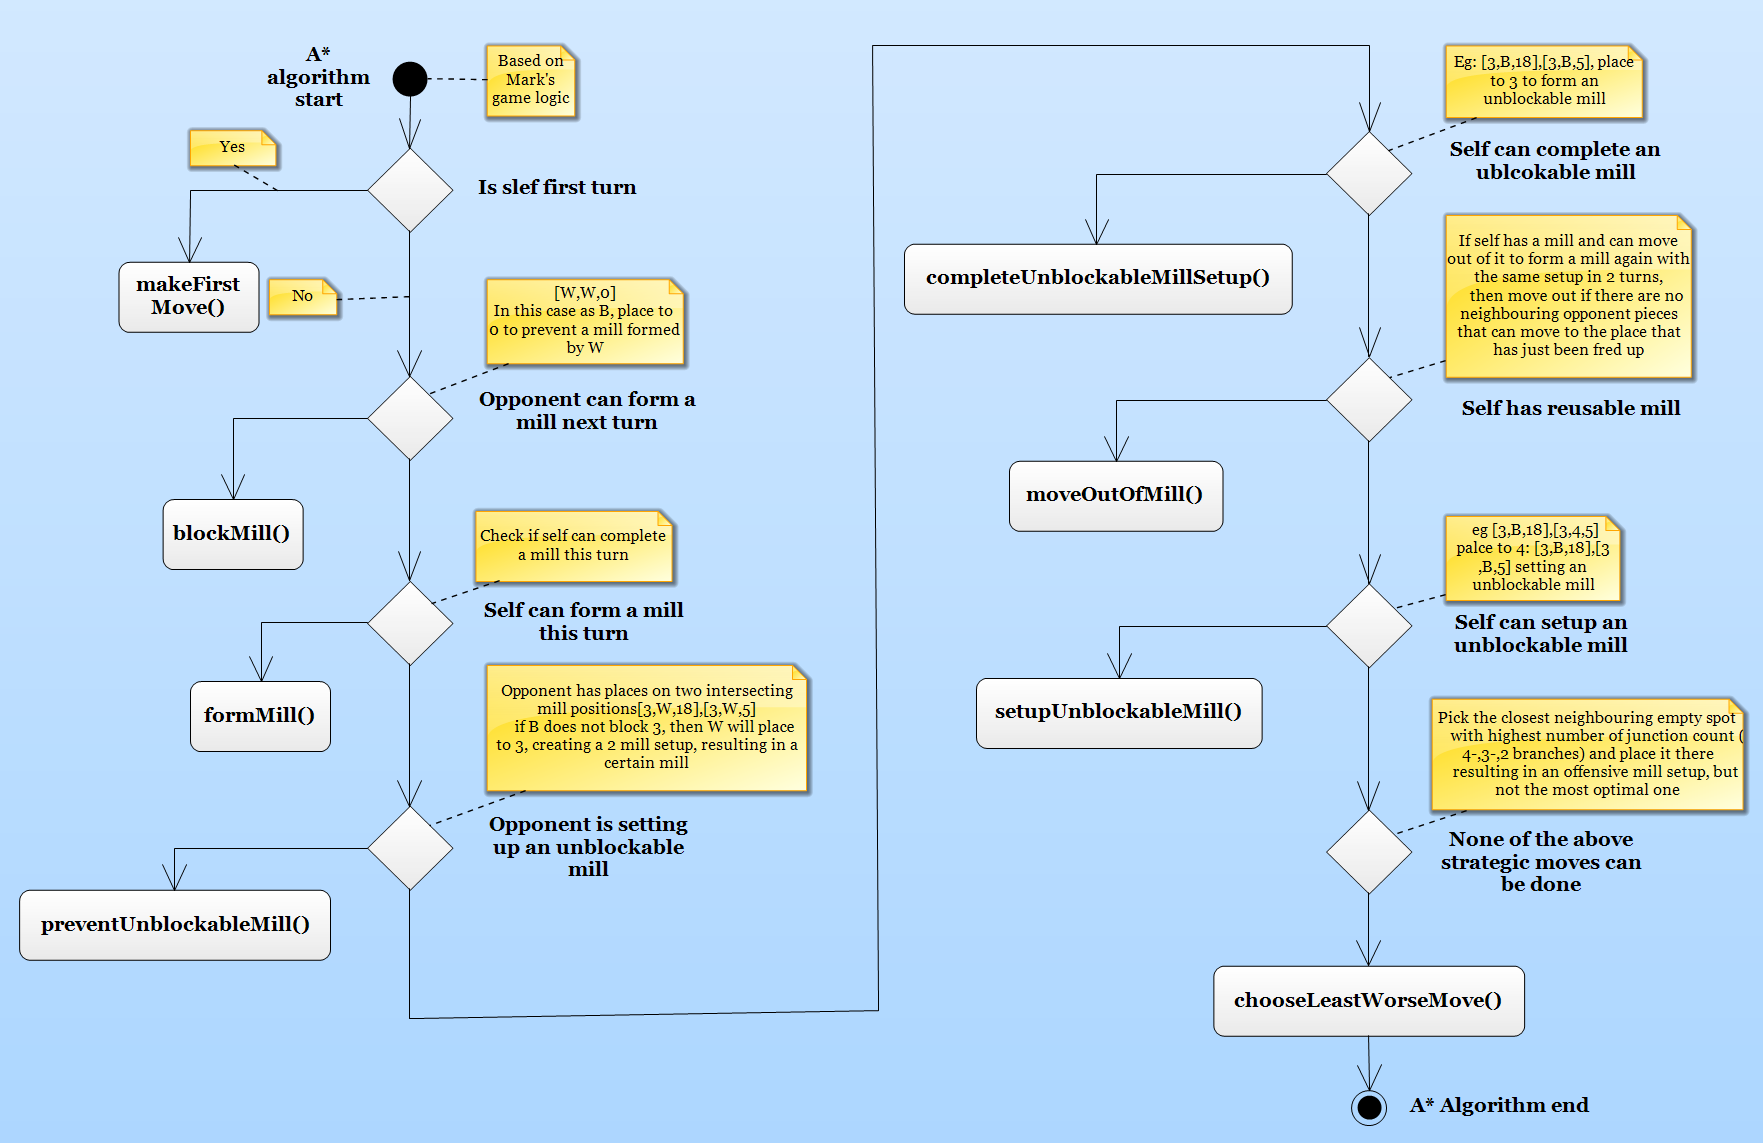 A*
algorithm
start
Based on
Mark's
game logic
Yes
Is slef first turn
makeFirst
Move()
No
[W,W,0]
In this case as B, place to
0 to prevent a mill formed
by W
Opponent can form a
mill next turn
blockMill()
Check if self can complete
a mill this turn
Self can form a mill
this turn
formMill()
Opponent has places on two intersecting
mill positions[3,W,18],[3,W,5]
if B does not block 3, then W will place
to 3, creating a 2 mill setup, resulting in a
certain mill
Opponent is setting
up an unblockable
mill
preventUnblockableMill()
Eg: [3,B,18],[3,B,5], place
to 3 to form an
unblockable mill
Self can complete an
ublcokable mill
completeUnblockableMillSetup()
If self has a mill and can move
out of it to form a mill again with
the same setup in 2 turns,
then move out if there are no
neighbouring opponent pieces
that can move to the place that
has just been fred up
Self has reusable mill
moveOutOfMill()
eg [3,B,18],[3,4,5]
palce to 4: [3,B,18],[3
,B,5] setting an
unblockable mill
Self can setup an
unblockable mill
setupUnblockableMill()
Pick the closest neighbouring empty spot
with highest number of junction count (
4-,3-,2 branches) and place it there
resulting in an offensive mill setup, but
not the most optimal one
None of the above
strategic moves can
be done
chooseLeastWorseMove()
A* Algorithm end